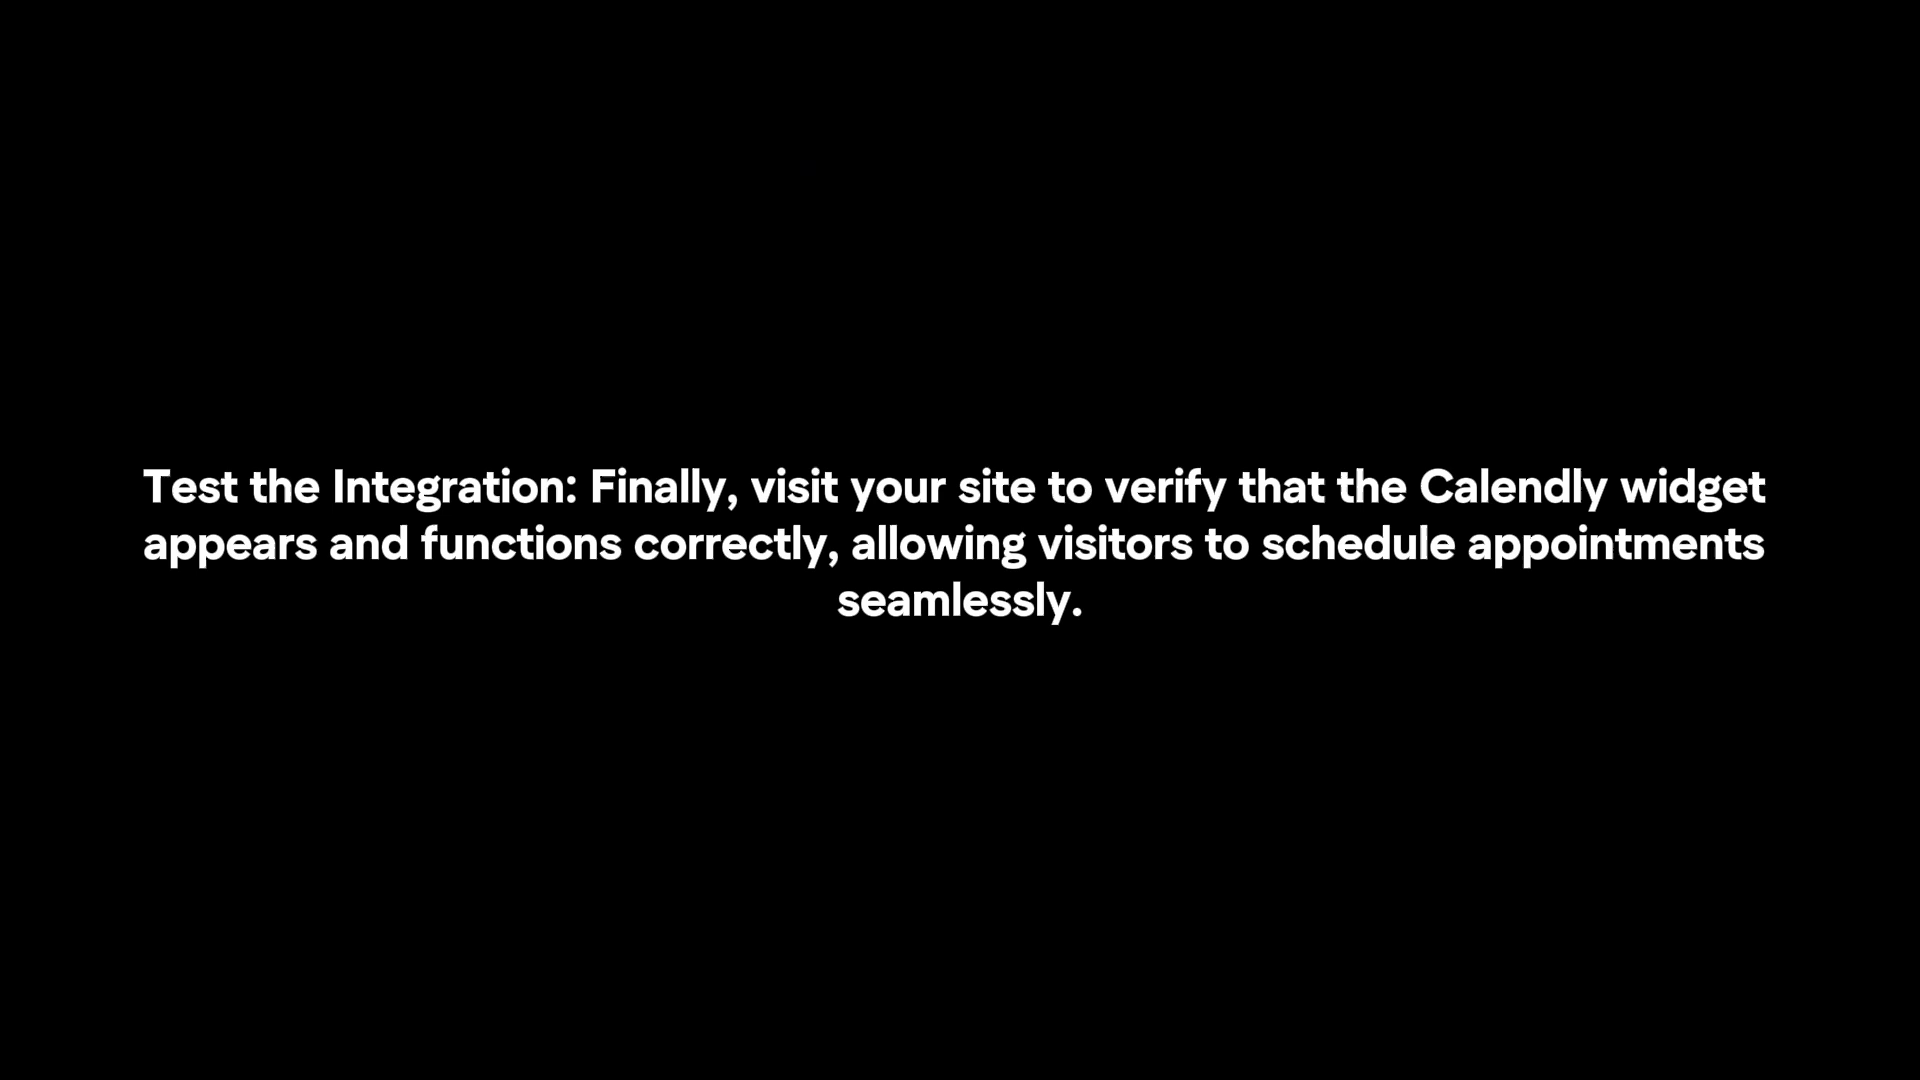 Test the Integration: Finally, visit your site to verify that the Calendly widget
appears and functions correctly, allowing visitors to schedule appointments
seamlessly.